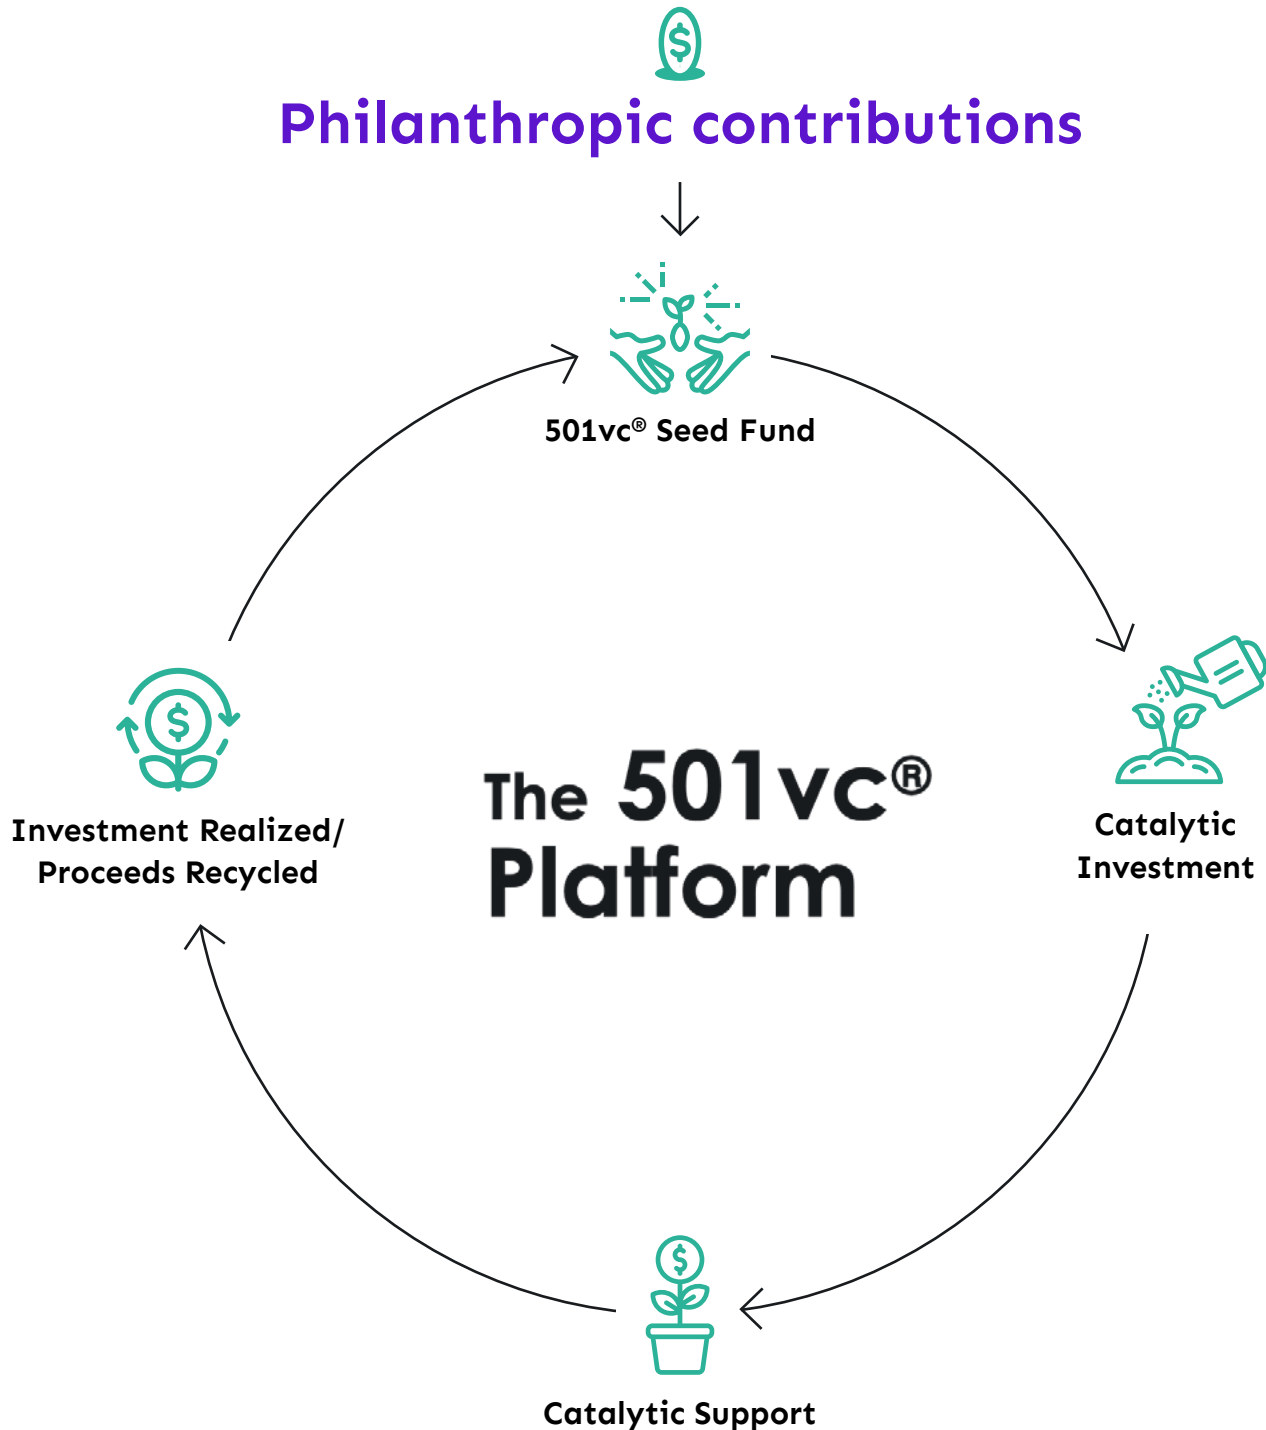 Philanthropic contributions
501vc® Seed Fund
Catalytic
Investment
Catalytic Support
Investment Realized/
Proceeds Recycled
The 501vc®
Platform